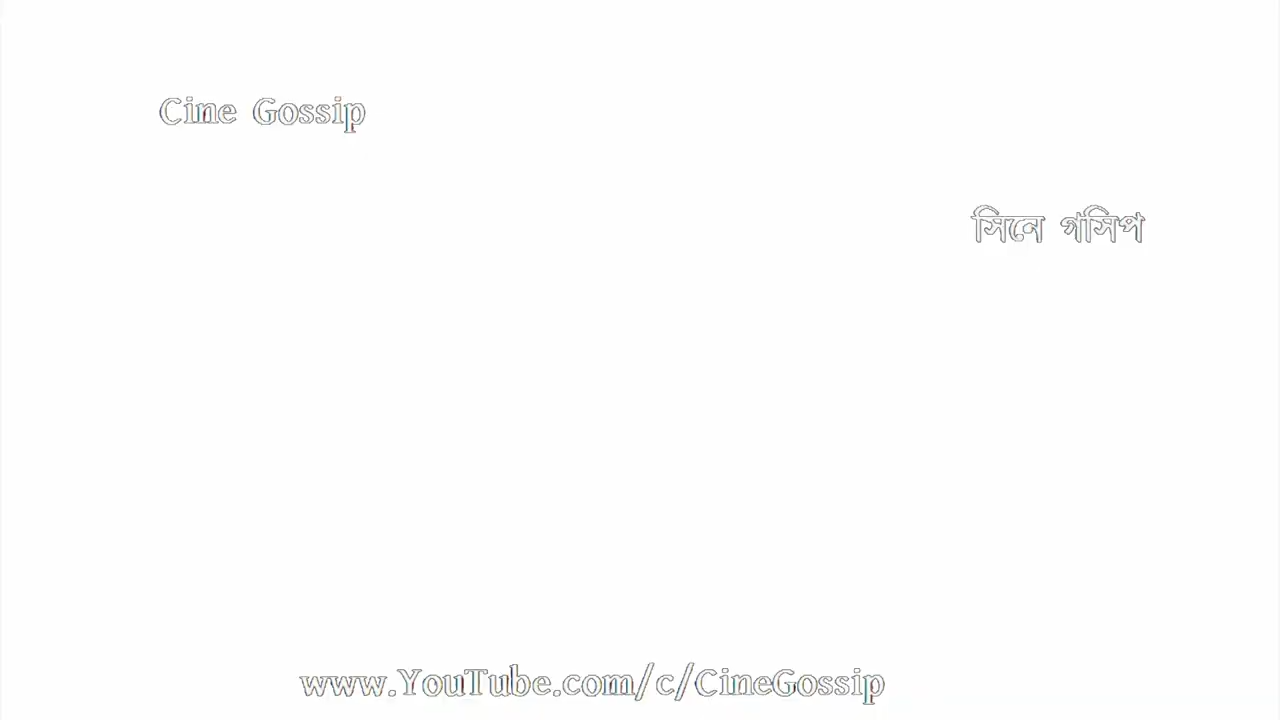 Cine Gossip
সিনে গসিপ
www.YouTube.com/c/CineGossip